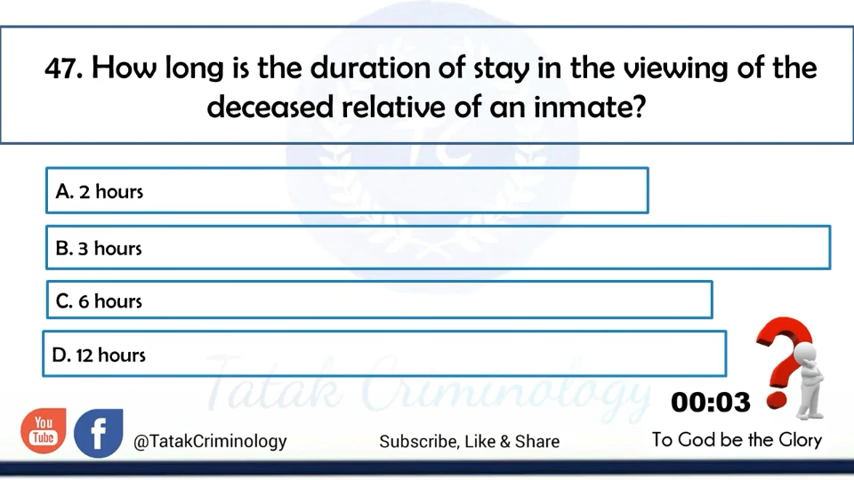 47. How long is the duration of stay in the viewing of the
deceased relative of an inmate?
TC
A. 2 hours
B. 3 hours
C. 6 hours
D. 12 hours
Tatak Criminology
00:03
You
Tube
f
@TatakCriminology
Subscribe, Like & Share
To God be the Glory